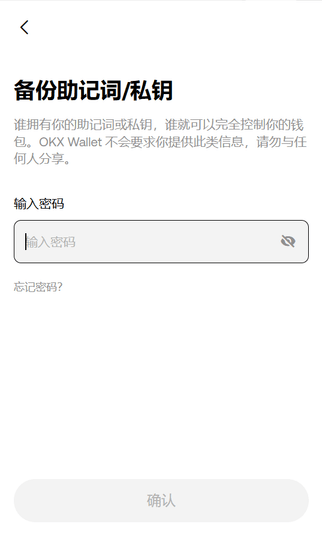 备份助记词/私钥
谁拥有你的助记词或私钥，谁就可以完全控制你的钱
包。OKX Wallet 不会要求你提供此类信息，请勿与任
何人分享。
输入密码
输入密码
忘记密码？
确认